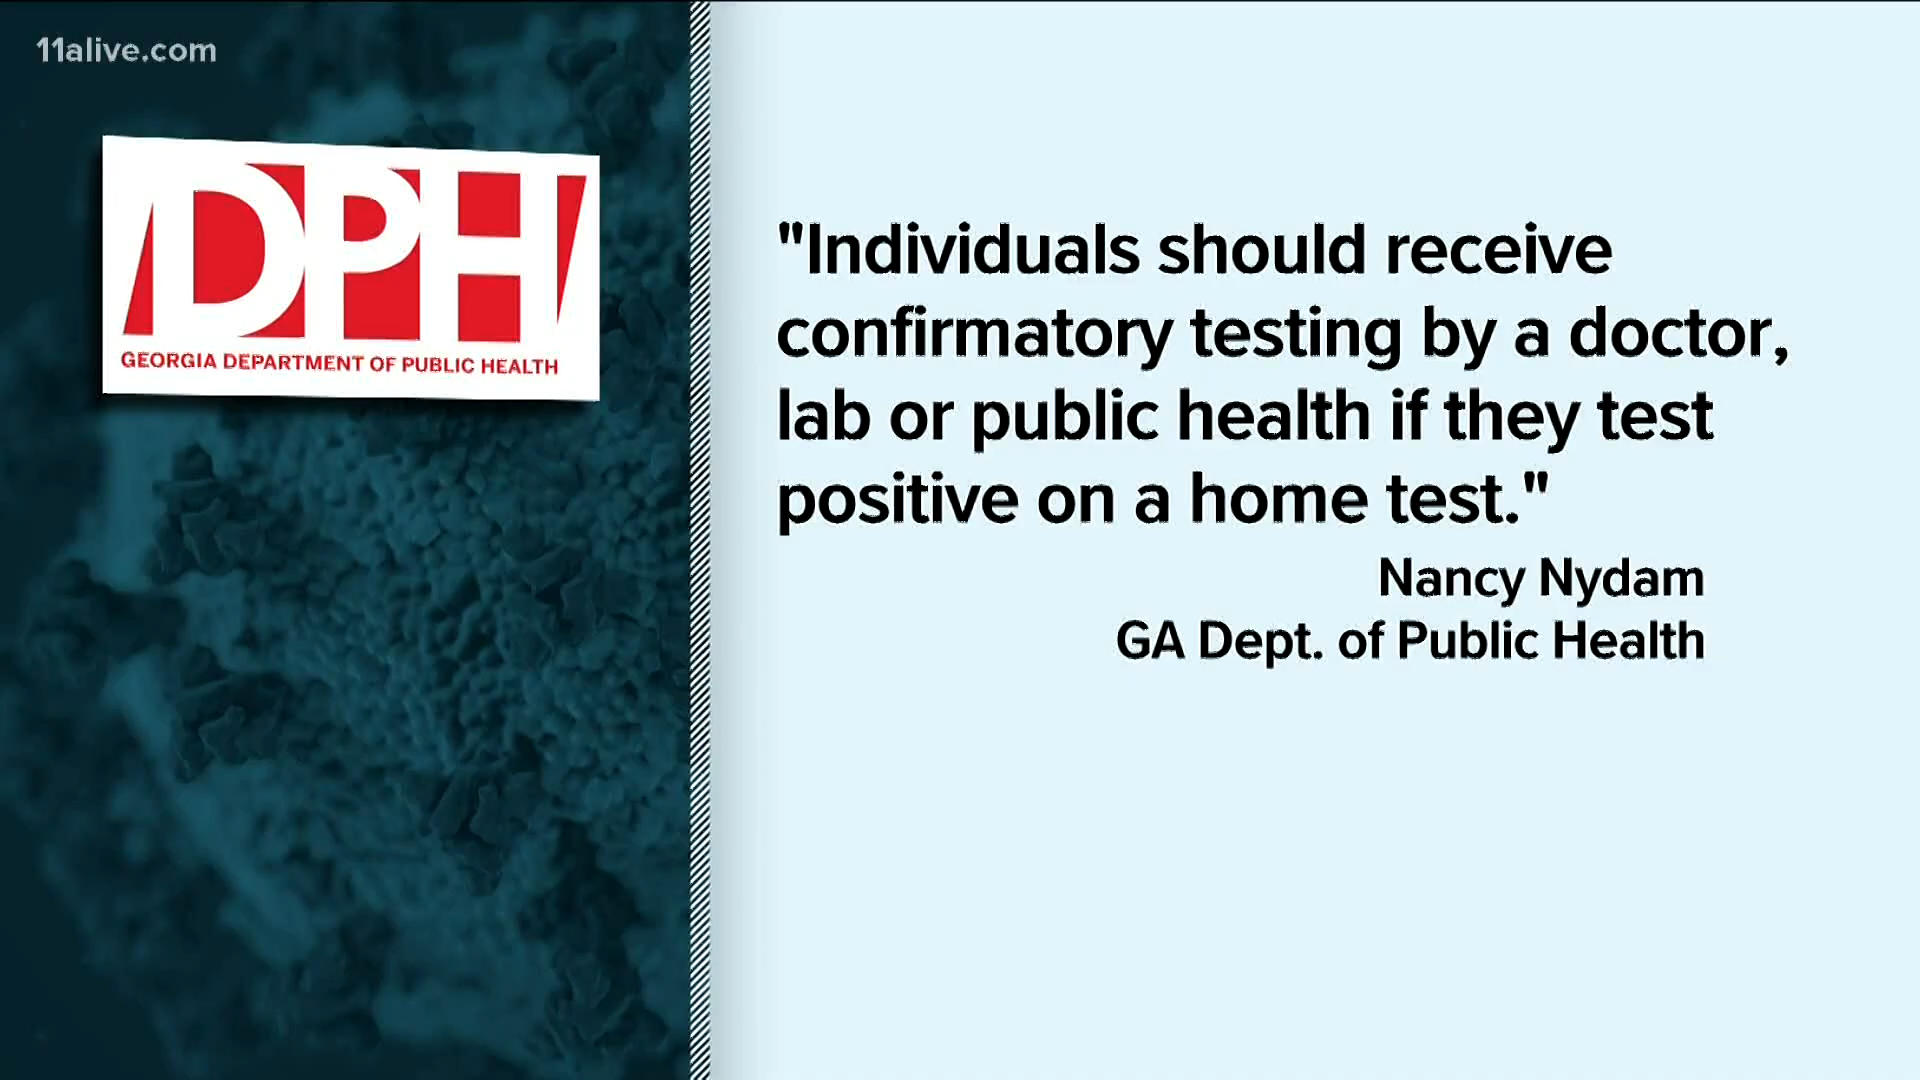 11alive.com
DPH
GEORGIA DEPARTMENT OF PUBLIC HEALTH
"Individuals should receive
confirmatory testing by a doctor,
lab or public health if they test
positive on a home test."
Nancy Nydam
GA Dept. of Public Health